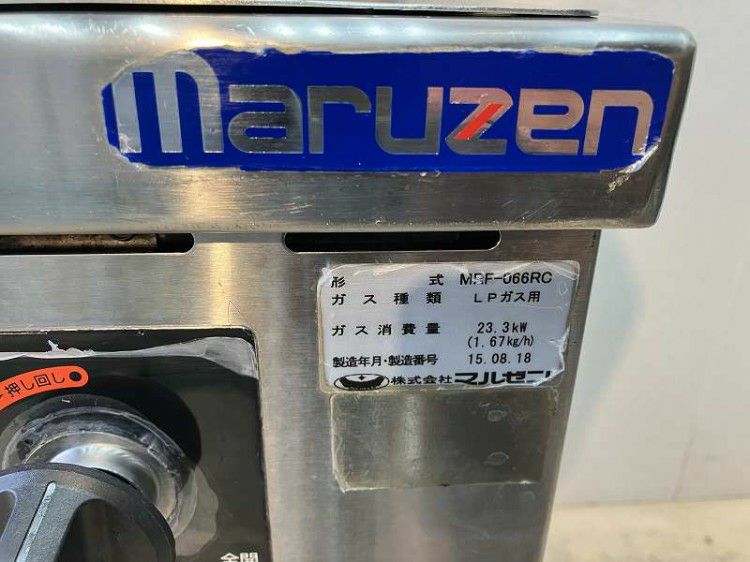 maruzen
形 式 MRF-066RC
ガス種類 LPガス用
ガス消費量 23.3kW
(1.67kg/h)
製造年月・製造番号 15.08.18
株式会社マルゼン
押し回し
全開